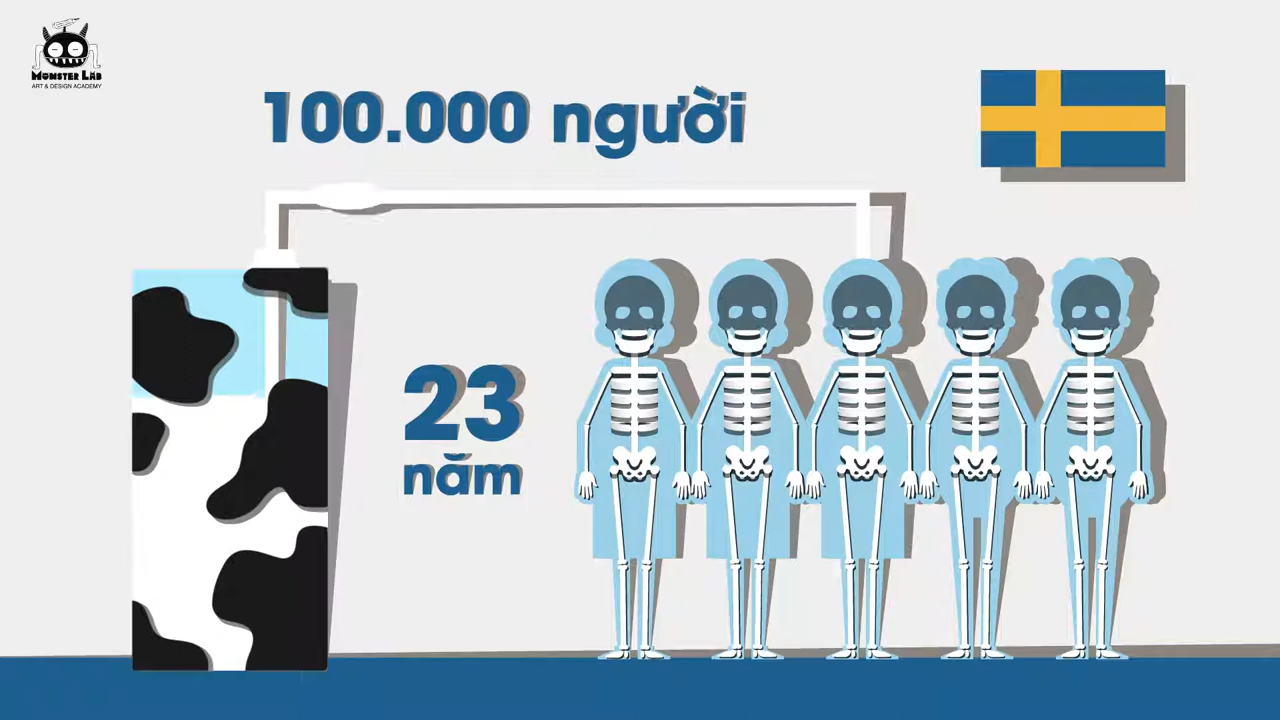 MONSTER LAB
ART & DESIGN ACADEMY
100.000 người
23
năm